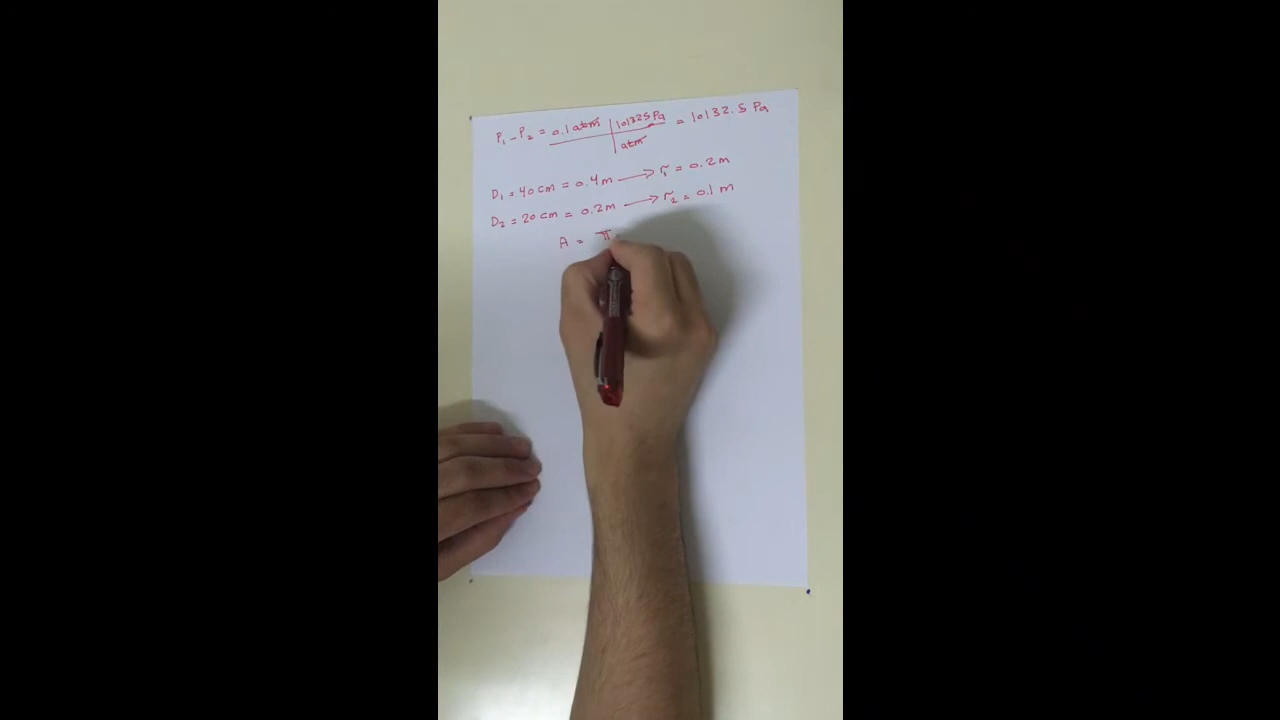 P₁ - P₂ = 0.1 atm | 101325 Pa / atm = 10132.5 Pa
D₁ = 40 cm = 0.4 m → r₁ = 0.2 m
D₂ = 20 cm = 0.2 m → r₂ = 0.1 m
A = π